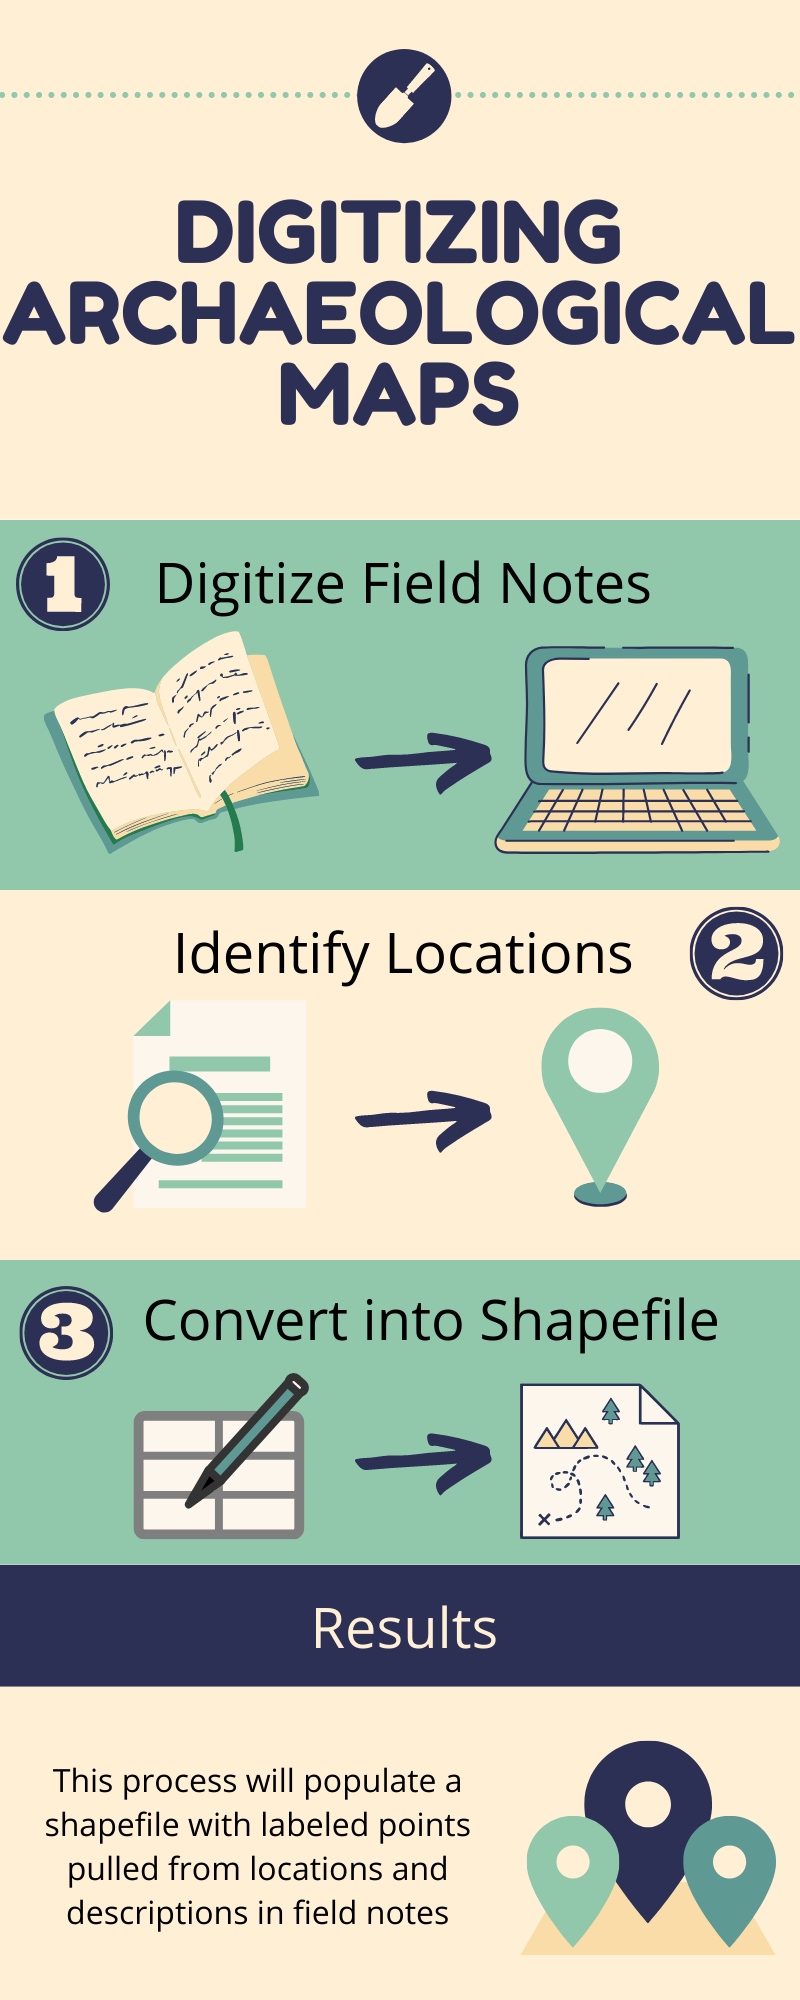 DIGITIZING
ARCHAEOLOGICAL
MAPS
1 Digitize Field Notes
Identify Locations 2
3 Convert into Shapefile
Results
This process will populate a
shapefile with labeled points
pulled from locations and
descriptions in field notes